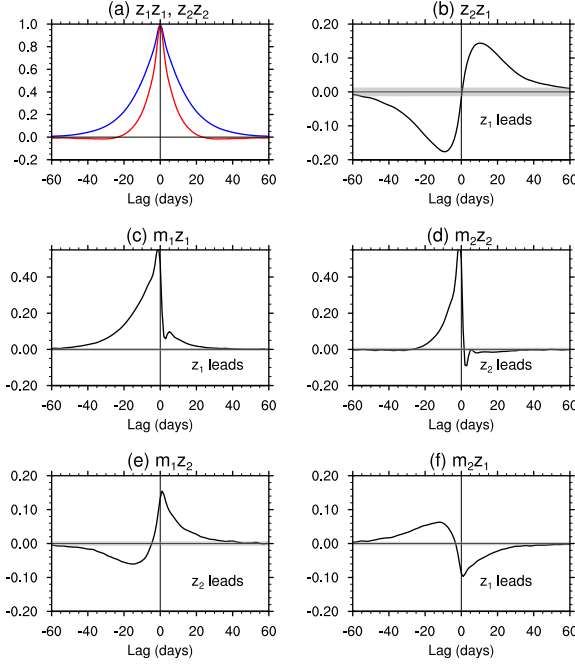 (a) z₁z₁, z₂z₂
1.0
0.8
0.6
0.4
0.2
0.0
-0.2
-60 -40 -20 0 20 40 60
Lag (days)
(b) z₂z₁
0.20
0.10
0.00
-0.10
-0.20
z₁ leads
-60 -40 -20 0 20 40 60
Lag (days)
(c) m₁z₁
0.40
0.20
0.00
-0.20
z₁ leads
-60 -40 -20 0 20 40 60
Lag (days)
(d) m₂z₂
0.40
0.20
0.00
-0.20
z₂ leads
-60 -40 -20 0 20 40 60
Lag (days)
(e) m₁z₂
0.20
0.10
0.00
-0.10
-0.20
z₂ leads
-60 -40 -20 0 20 40 60
Lag (days)
(f) m₂z₁
0.20
0.10
0.00
-0.10
-0.20
z₁ leads
-60 -40 -20 0 20 40 60
Lag (days)